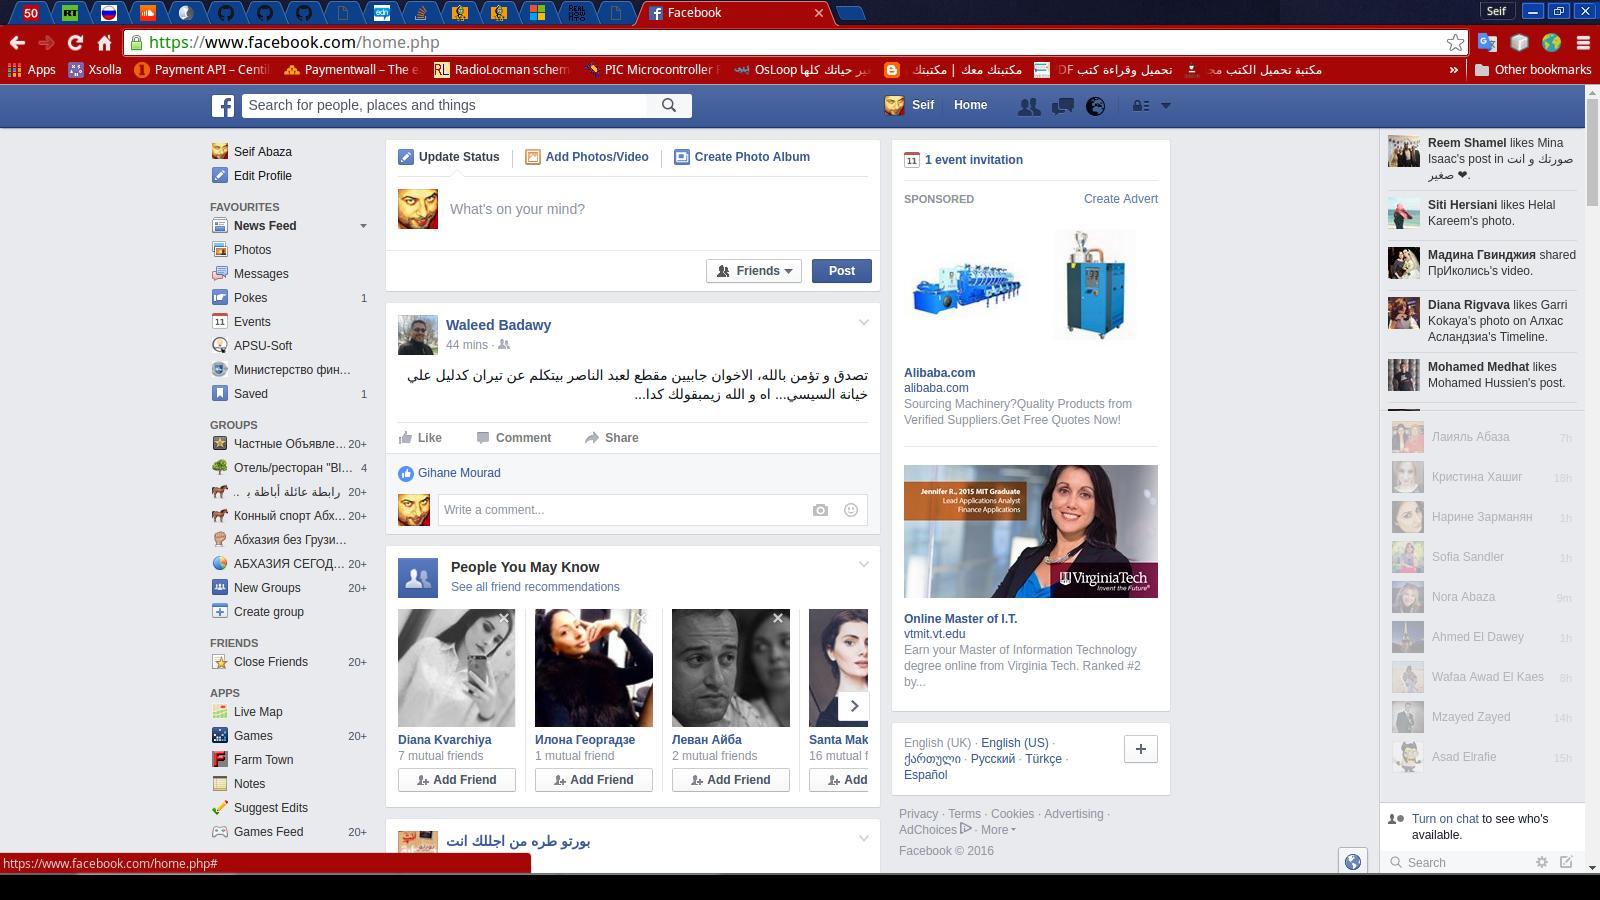 50
RT
edn
Facebook
Seif
https://www.facebook.com/home.php
Apps
Xsolla
Payment API – Centi
Paymentwall – The e
RL RadioLocman schem
PIC Microcontroller F
OsLoop غير حياتك كلها
مكتبتك معك | مكتبتك
تحميل وقراءة كتب DF
مكتبة تحميل الكتب مج
»
Other bookmarks
Search for people, places and things
Seif
Home
Seif Abaza
Edit Profile
FAVOURITES
News Feed
Photos
Messages
Pokes 1
Events
APSU-Soft
Министерство фин...
Saved 1
GROUPS
Частные Объявле... 20+
Отель/ресторан "Bl... 4
رابطة عائلة أباظة ب .. 20+
Конный спорт Абх... 20+
Абхазия без Грузи...
АБХАЗИЯ СЕГОД... 20+
New Groups 20+
Create group
FRIENDS
Close Friends 20+
APPS
Live Map
Games 20+
Farm Town
Notes
Suggest Edits
Games Feed 20+
https://www.facebook.com/home.php#
Update Status
Add Photos/Video
Create Photo Album
What's on your mind?
Friends
Post
Waleed Badawy
44 mins ·
تصدق و تؤمن بالله، الاخوان جايبين مقطع لعبد الناصر بيتكلم عن تيران كدليل علي
خيانة السيسي... اه و الله زيمبقولك كدا...
Like
Comment
Share
Gihane Mourad
Write a comment...
People You May Know
See all friend recommendations
Diana Kvarchiya
7 mutual friends
Add Friend
Илона Георгадзе
1 mutual friend
Add Friend
Леван Айба
2 mutual friends
Add Friend
Santa Mak
16 mutual f
Add
بورتو طره من اجللك انت
11 1 event invitation
SPONSORED
Create Advert
Alibaba.com
alibaba.com
Sourcing Machinery?Quality Products from
Verified Suppliers.Get Free Quotes Now!
Jennifer R., 2015 MIT Graduate
Lead Applications Analyst
Finance Applications
VirginiaTech
Invent the Future
Online Master of I.T.
vtmit.vt.edu
Earn your Master of Information Technology
degree online from Virginia Tech. Ranked #2
by...
English (UK) · English (US) ·
ქართული · Русский · Türkçe ·
Español
+
Privacy · Terms · Cookies · Advertising ·
AdChoices · More
Facebook © 2016
Reem Shamel likes Mina
Isaac's post in صورتك و انت
صغير ❤.
Siti Hersiani likes Helal
Kareem's photo.
Мадина Гвинджия shared
ПрИколись's video.
Diana Rigvava likes Garri
Kokaya's photo on Алхас
Асландзиа's Timeline.
Mohamed Medhat likes
Mohamed Hussien's post.
Лаияль Абаза 7h
Кристина Хашиг 18h
Нарине Зарманян 1h
Sofia Sandler 1h
Nora Abaza 9m
Ahmed El Dawey 1h
Wafaa Awad El Kaes 8h
Mzayed Zayed 14h
Asad Elrafie 15h
Turn on chat to see who's
available.
Search